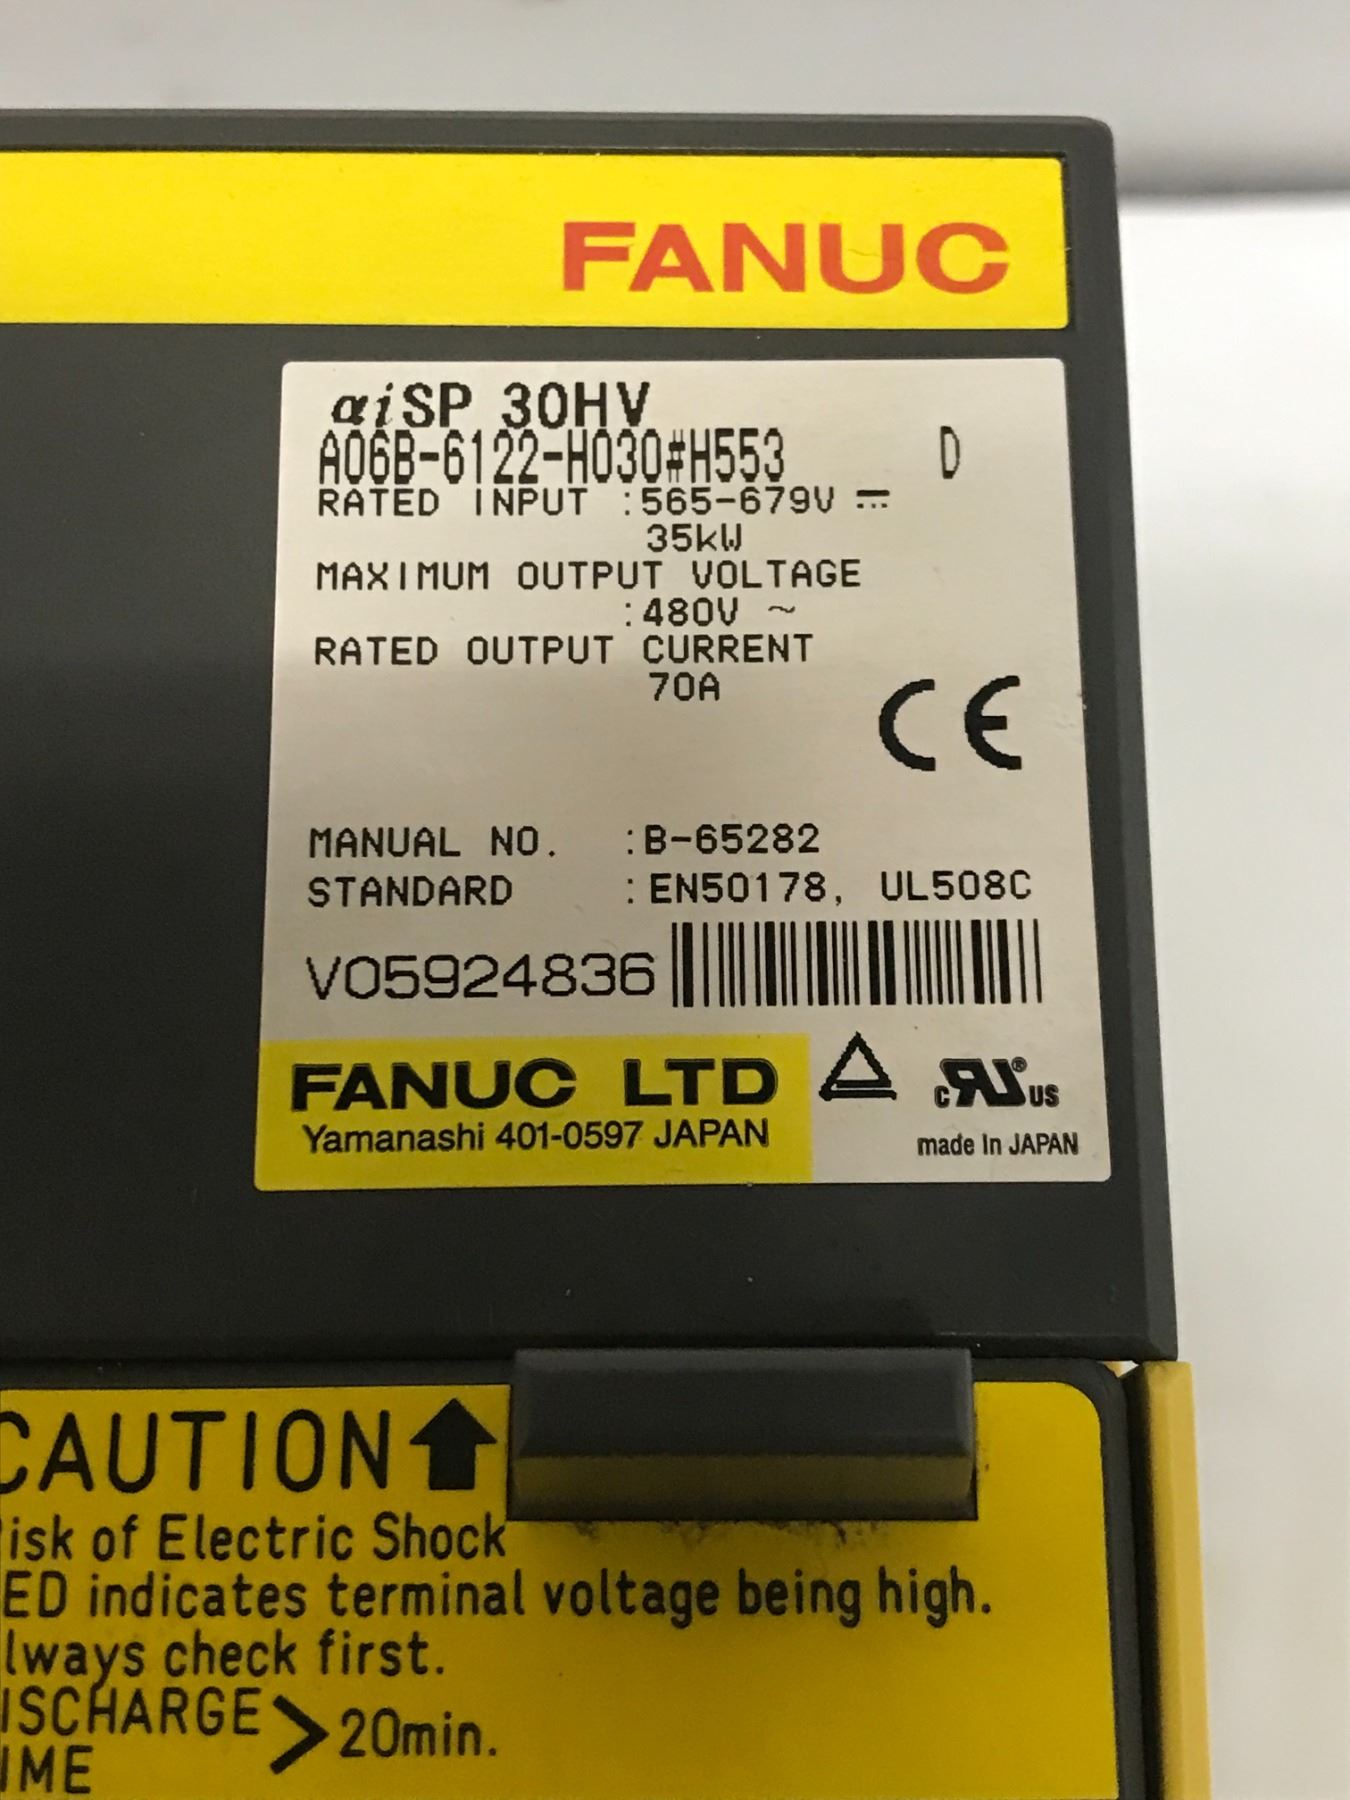 FANUC
αiSP 30HV
A06B-6122-H030#H553 D
RATED INPUT :565-679V ⎓
35kW
MAXIMUM OUTPUT VOLTAGE
:480V ~
RATED OUTPUT CURRENT
70A
CE
MANUAL NO. :B-65282
STANDARD :EN50178, UL508C
V05924836
FANUC LTD
Yamanashi 401-0597 JAPAN
c RU® US
made In JAPAN
CAUTION
isk of Electric Shock
ED indicates terminal voltage being high.
lways check first.
ISCHARGE > 20min.
IME